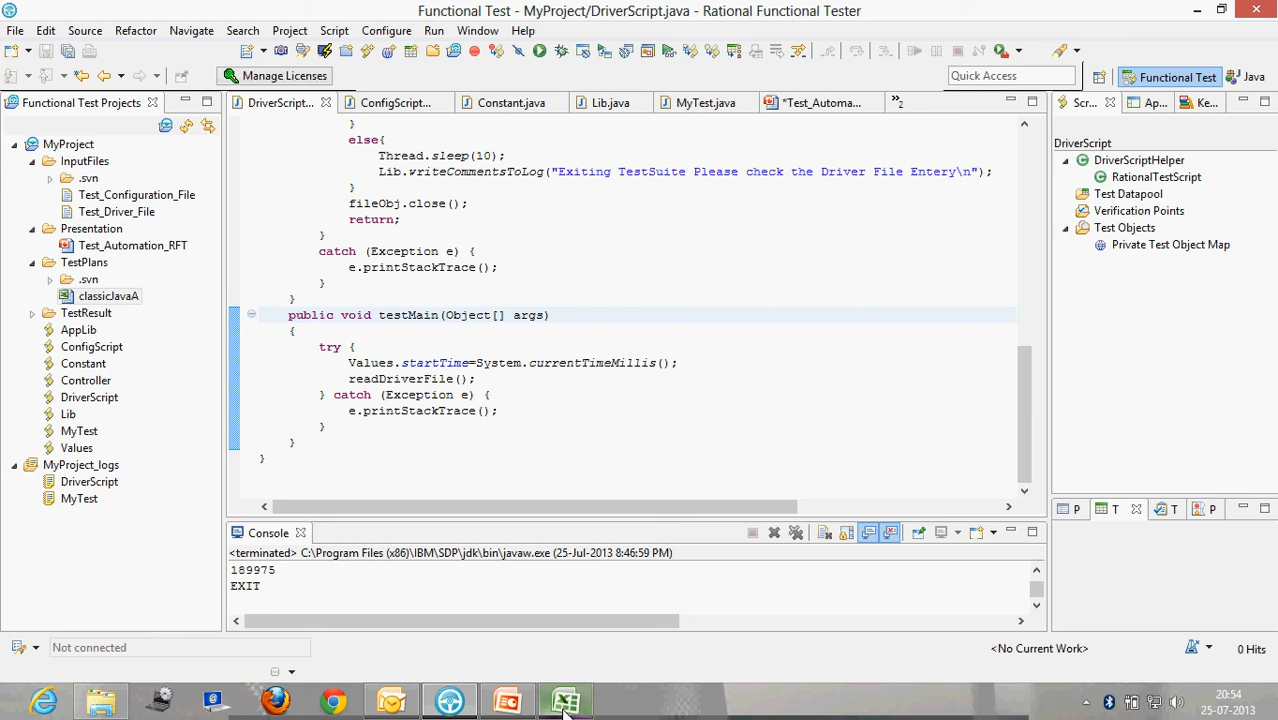 Functional Test - MyProject/DriverScript.java - Rational Functional Tester
File Edit Source Refactor Navigate Search Project Script Configure Run Window Help
Manage Licenses
Quick Access
Functional Test
Java
Functional Test Projects
MyProject
InputFiles
.svn
Test_Configuration_File
Test_Driver_File
Presentation
Test_Automation_RFT
TestPlans
.svn
classicJavaA
TestResult
AppLib
ConfigScript
Constant
Controller
DriverScript
Lib
MyTest
Values
MyProject_logs
DriverScript
MyTest
DriverScript...
ConfigScript...
Constant.java
Lib.java
MyTest.java
*Test_Automa...
»2
}
else{
Thread.sleep(10);
Lib.writeCommentsToLog("Exiting TestSuite Please check the Driver File Entery\n");
}
fileObj.close();
return;
}
catch (Exception e) {
e.printStackTrace();
}
}
public void testMain(Object[] args)
{
try {
Values.startTime=System.currentTimeMillis();
readDriverFile();
} catch (Exception e) {
e.printStackTrace();
}
}
}
Console
<terminated> C:\Program Files (x86)\IBM\SDP\jdk\bin\javaw.exe (25-Jul-2013 8:46:59 PM)
189975
EXIT
Scr...
Ap...
Ke...
DriverScript
DriverScriptHelper
RationalTestScript
Test Datapool
Verification Points
Test Objects
Private Test Object Map
P
T
T
P
Not connected
<No Current Work>
0 Hits
20:54
25-07-2013